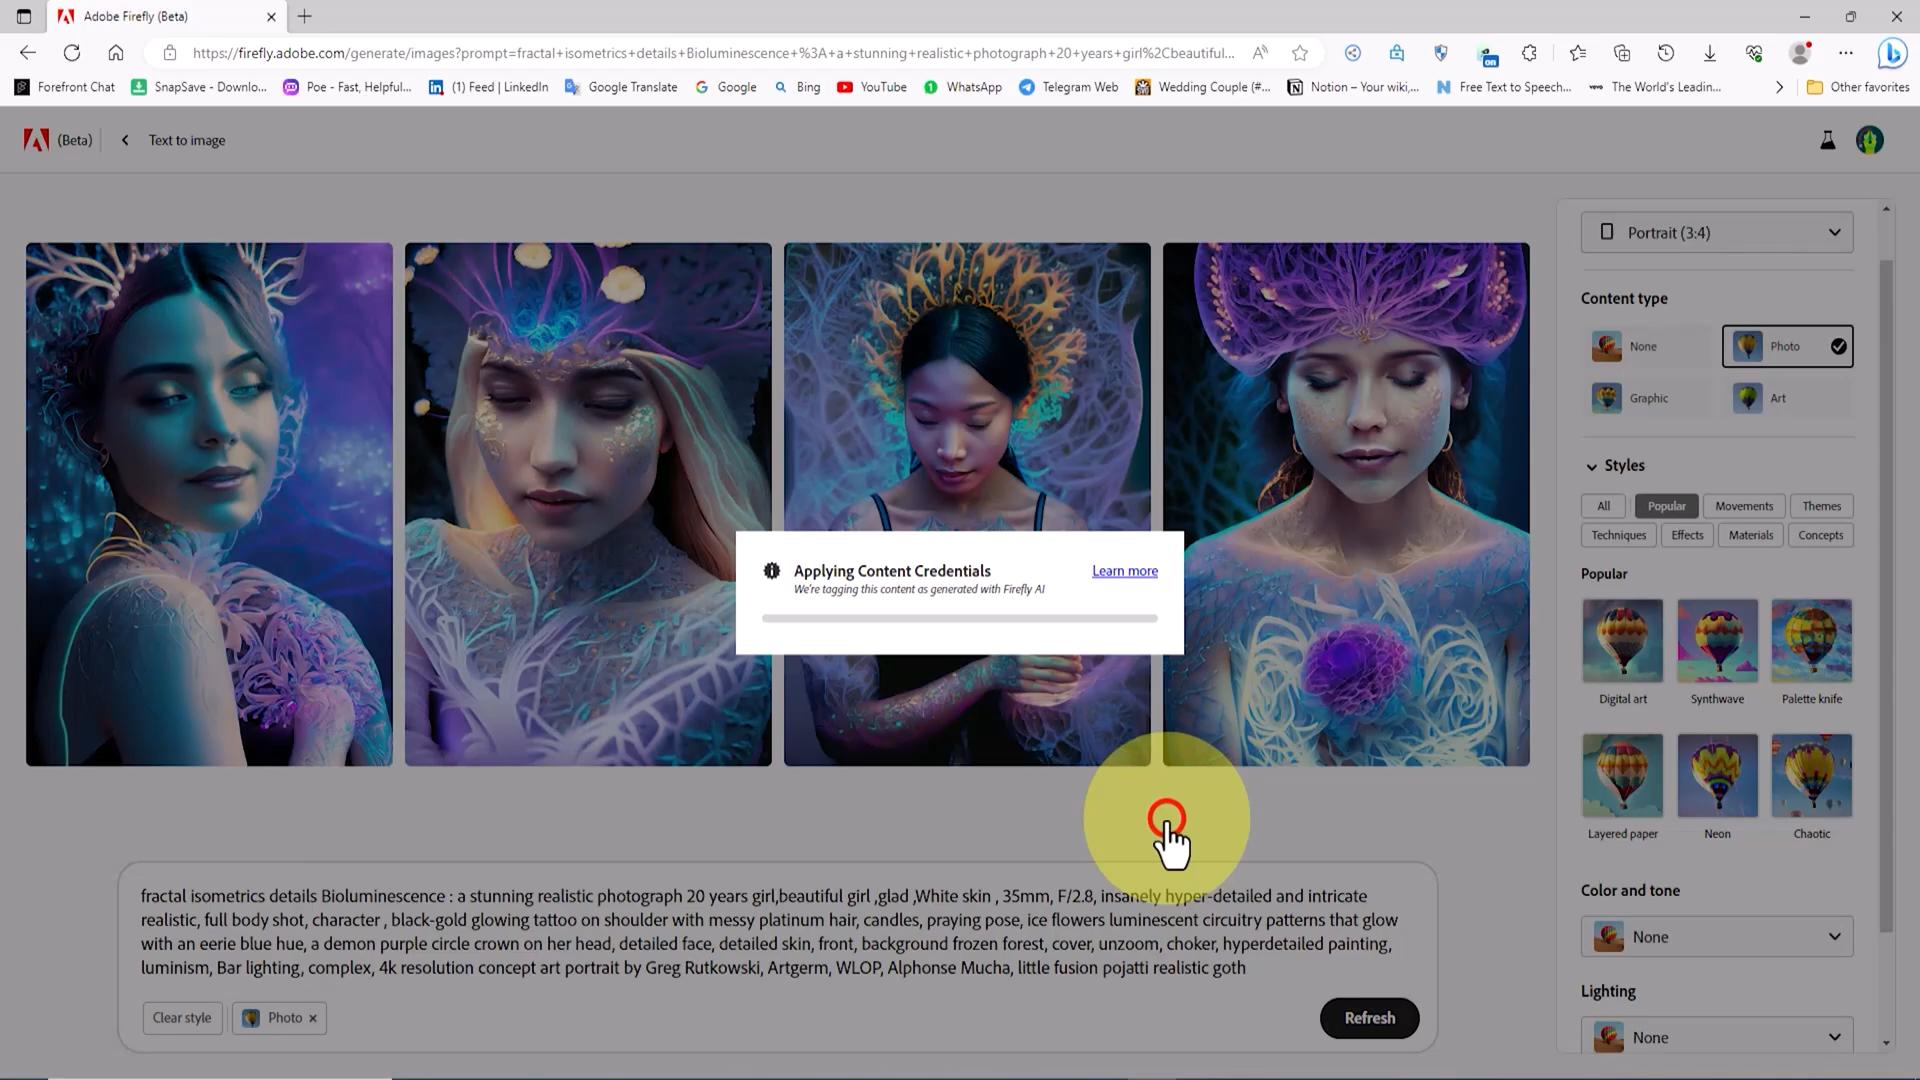 Adobe Firefly (Beta)
https://firefly.adobe.com/generate/images?prompt=fractal+isometrics+details+Bioluminescence+%3A+a+stunning+realistic+photograph+20+years+girl%2Cbeautiful...
on
Forefront Chat
SnapSave - Downlo...
Poe - Fast, Helpful...
(1) Feed | LinkedIn
Google Translate
Google
Bing
YouTube
WhatsApp
Telegram Web
Wedding Couple (#...
Notion – Your wiki,...
Free Text to Speech...
The World's Leadin...
Other favorites
(Beta)
Text to image
Portrait (3:4)
Content type
None
Photo
Graphic
Art
Styles
All
Popular
Movements
Themes
Techniques
Effects
Materials
Concepts
Popular
Digital art
Synthwave
Palette knife
Layered paper
Neon
Chaotic
Color and tone
None
Lighting
None
Applying Content Credentials
Learn more
We're tagging this content as generated with Firefly AI
fractal isometrics details Bioluminescence : a stunning realistic photograph 20 years girl,beautiful girl ,glad ,White skin , 35mm, F/2.8, insanely hyper-detailed and intricate
realistic, full body shot, character , black-gold glowing tattoo on shoulder with messy platinum hair, candles, praying pose, ice flowers luminescent circuitry patterns that glow
with an eerie blue hue, a demon purple circle crown on her head, detailed face, detailed skin, front, background frozen forest, cover, unzoom, choker, hyperdetailed painting,
luminism, Bar lighting, complex, 4k resolution concept art portrait by Greg Rutkowski, Artgerm, WLOP, Alphonse Mucha, little fusion pojatti realistic goth
Clear style
Photo
Refresh